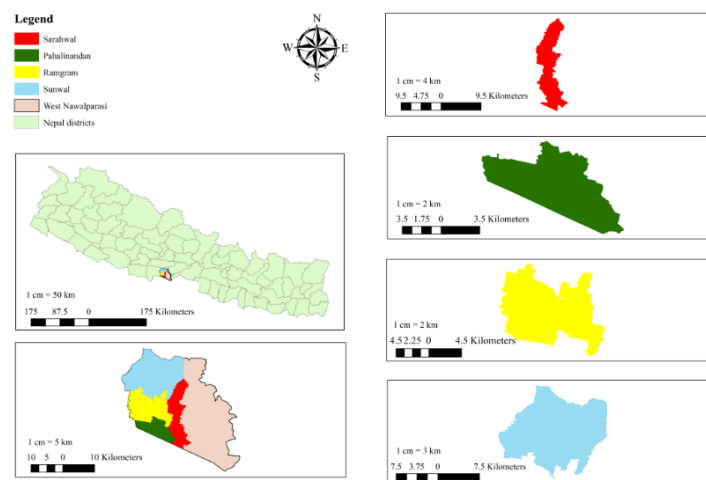 Legend
Sarahwal
Pahalinandan
Ramgram
Sunwal
West Nawalparasi
Nepal districts
N
W E
S
1 cm = 50 km
175 87.5 0 175 Kilometers
1 cm = 5 km
10 5 0 10 Kilometers
1 cm = 4 km
9.5 4.75 0 9.5 Kilometers
1 cm = 2 km
3.5 1.75 0 3.5 Kilometers
1 cm = 2 km
4.5 2.25 0 4.5 Kilometers
1 cm = 3 km
7.5 3.75 0 7.5 Kilometers